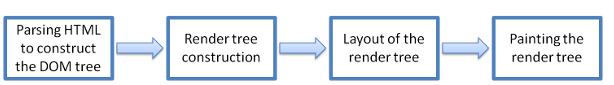 Parsing HTML
to construct
the DOM tree
Render tree
construction
Layout of the
render tree
Painting the
render tree